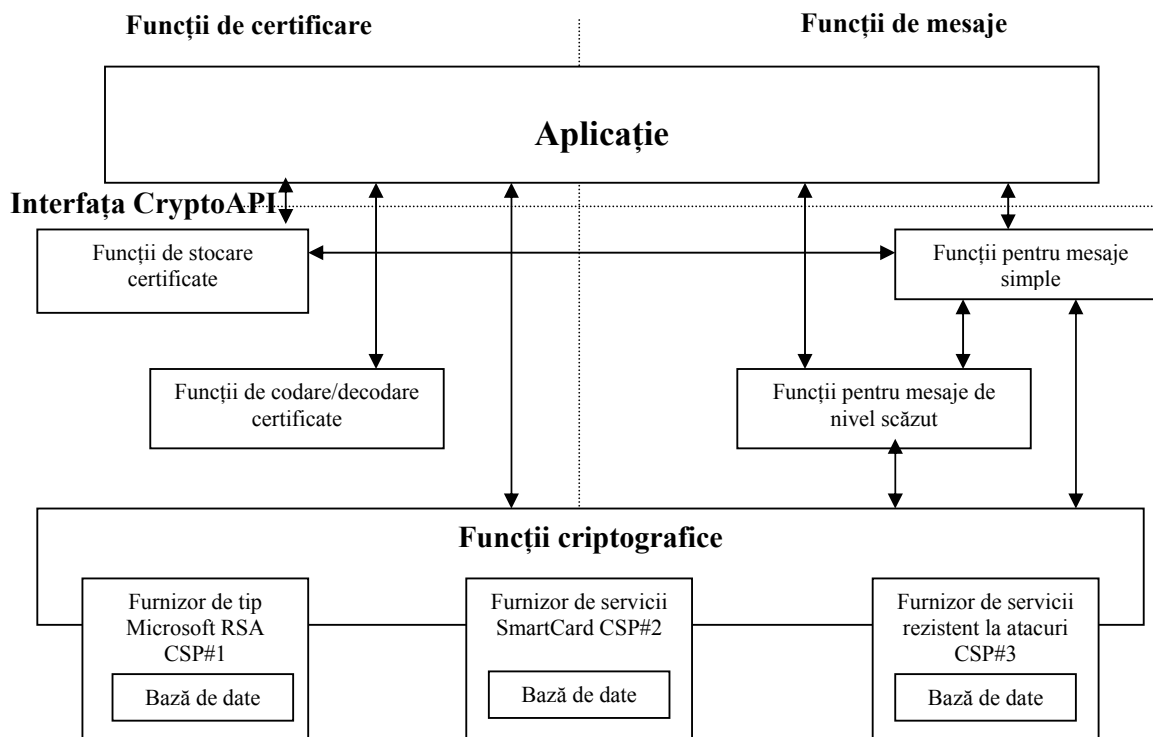 Funcții de certificare
Funcții de mesaje
Aplicație
Interfața CryptoAPI
Funcții de stocare
certificate
Funcții pentru mesaje
simple
Funcții de codare/decodare
certificate
Funcții pentru mesaje de
nivel scăzut
Funcții criptografice
Furnizor de tip
Microsoft RSA
CSP#1
Bază de date
Furnizor de servicii
SmartCard CSP#2
Bază de date
Furnizor de servicii
rezistent la atacuri
CSP#3
Bază de date